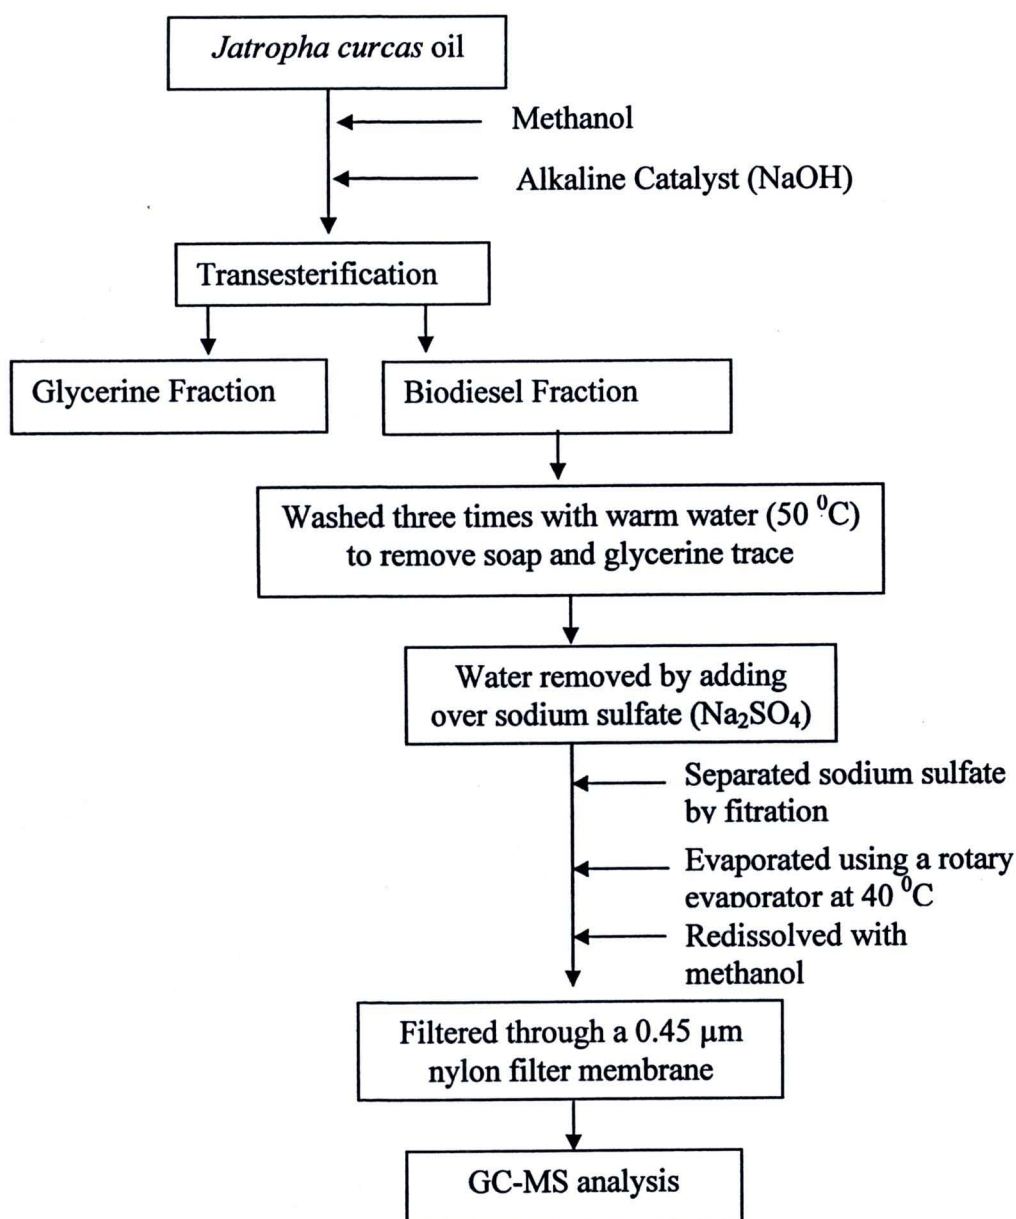 Jatropha curcas oil
Methanol
Alkaline Catalyst (NaOH)
Transesterification
Glycerine Fraction
Biodiesel Fraction
Washed three times with warm water (50 ⁰C)
to remove soap and glycerine trace
Water removed by adding
over sodium sulfate (Na₂SO₄)
Separated sodium sulfate
by fitration
Evaporated using a rotary
evaporator at 40 ⁰C
Redissolved with
methanol
Filtered through a 0.45 µm
nylon filter membrane
GC-MS analysis